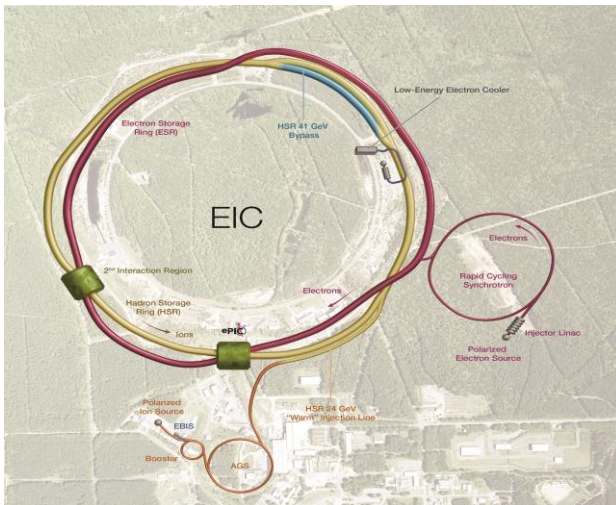 Low-Energy Electron Cooler
Electron Storage
Ring (ESR)
HSR 41 GeV
Bypass
EIC
Electrons
2nd Interaction Region
Rapid Cycling
Synchrotron
Hadron Storage
Ring (HSR)
Electrons
Ions
ePIC
Injector Linac
Polarized
Electron Source
Polarized
Ion Source
HSR 24 GeV
"Warm" Injection Line
EBIS
Booster
AGS